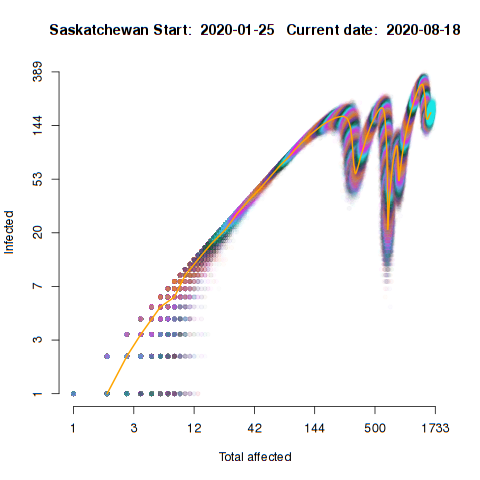 Saskatchewan Start:  2020-01-25   Current date:  2020-08-18
Infected
389
144
53
20
7
3
1
1 3 12 42 144 500 1733
Total affected